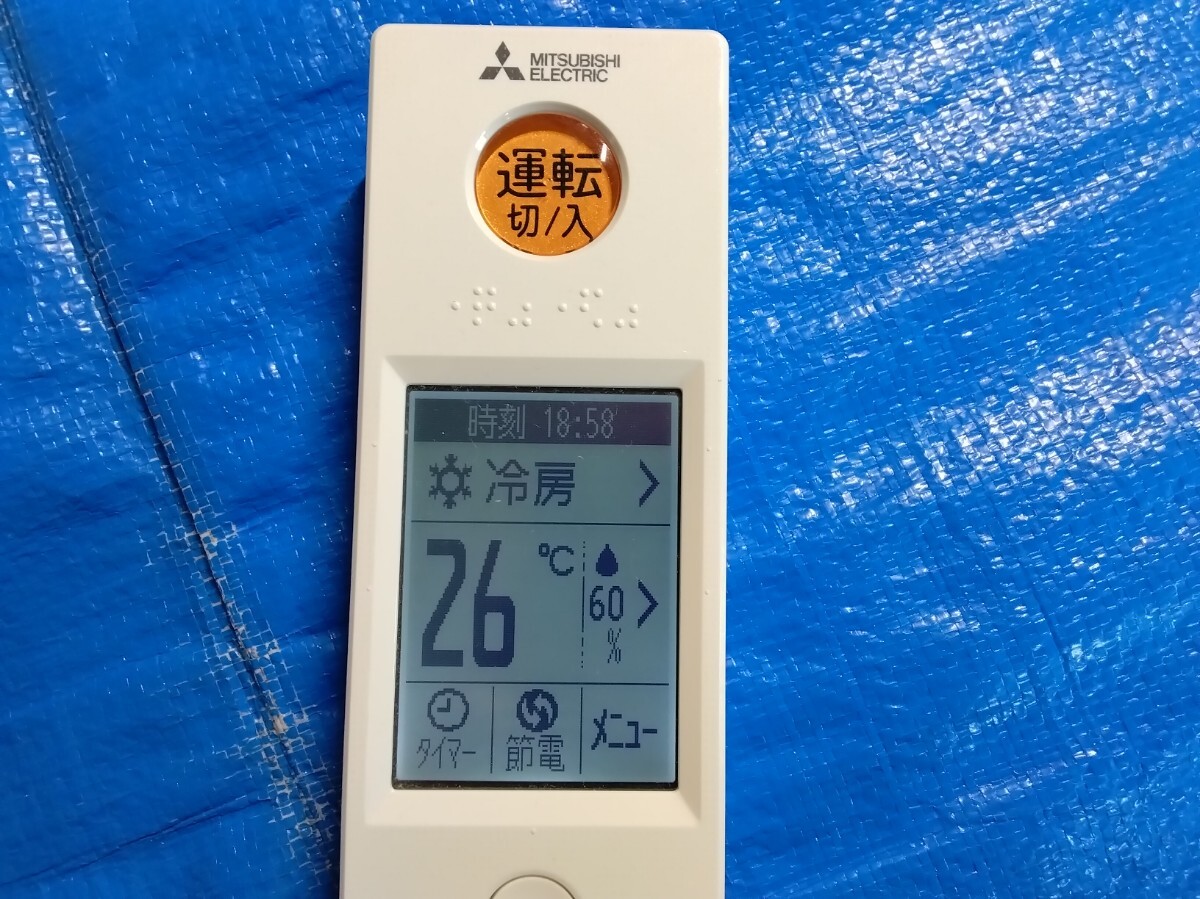 MITSUBISHI
ELECTRIC
運転
切/入
時刻 18:58
冷房
26 ℃
60
%
タイマー 節電 メニュー